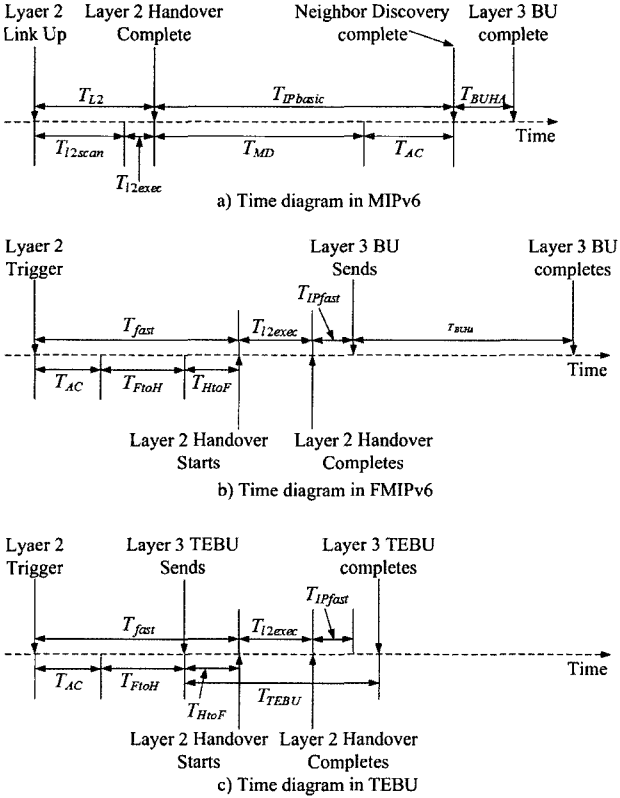 Layer 2 Link Up
Layer 2 Handover Complete
Neighbor Discovery complete
Layer 3 BU complete
T_L2
T_IPbasic
T_BUHA
Time
T_l2scan
T_l2exec
T_MD
T_AC
a) Time diagram in MIPv6
Lyaer 2 Trigger
Layer 3 BU Sends
Layer 3 BU completes
T_fast
T_l2exec
T_IPfast
T_BUHA
Time
T_AC
T_FtoH
T_HtoF
Layer 2 Handover Starts
Layer 2 Handover Completes
b) Time diagram in FMIPv6
Lyaer 2 Trigger
Layer 3 TEBU Sends
Layer 3 TEBU completes
T_fast
T_l2exec
T_IPfast
Time
T_AC
T_FtoH
T_HtoF
T_TEBU
Layer 2 Handover Starts
Layer 2 Handover Completes
c) Time diagram in TEBU